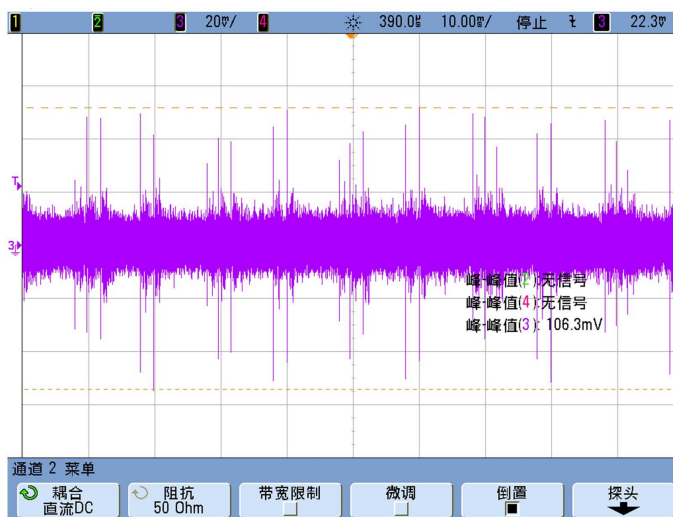 1 2 3 20mV/ 4 390.0s 10.00s/ 停止 3 22.3mV
T
3
峰-峰值(2):无信号
峰-峰值(4):无信号
峰-峰值(3): 106.3mV
通道 2 菜单
耦合 阻抗 带宽限制 微调 倒置 探头
直流DC 50 Ohm